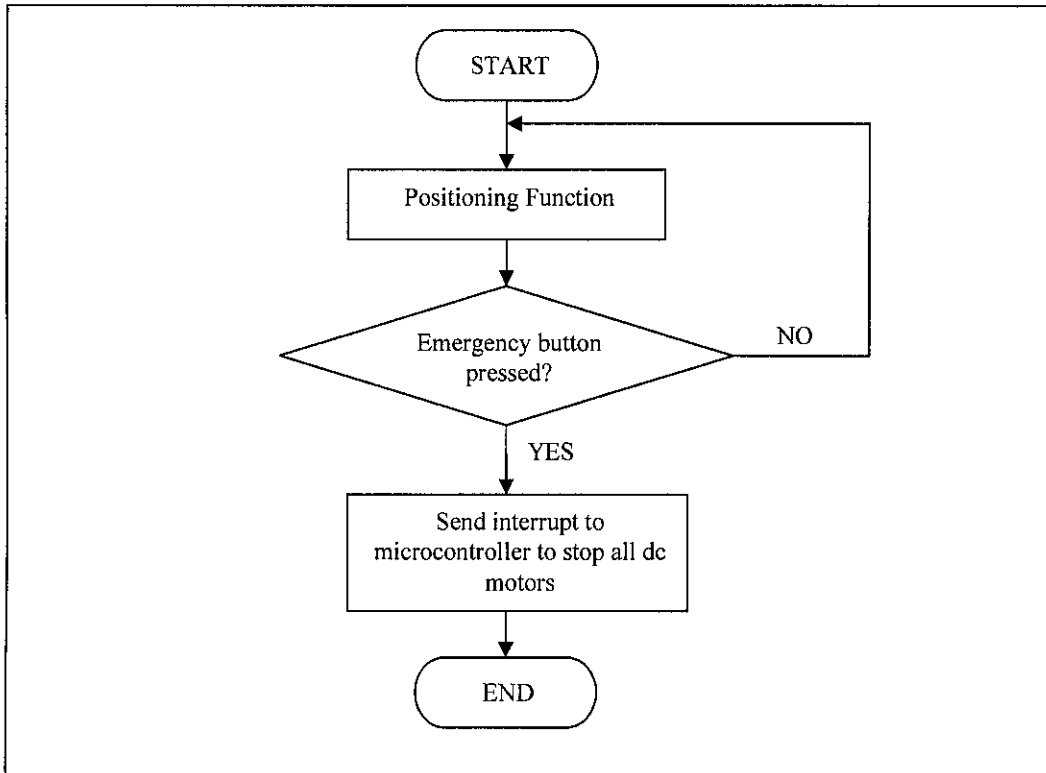 START
Positioning Function
Emergency button
pressed?
NO
YES
Send interrupt to
microcontroller to stop all dc
motors
END